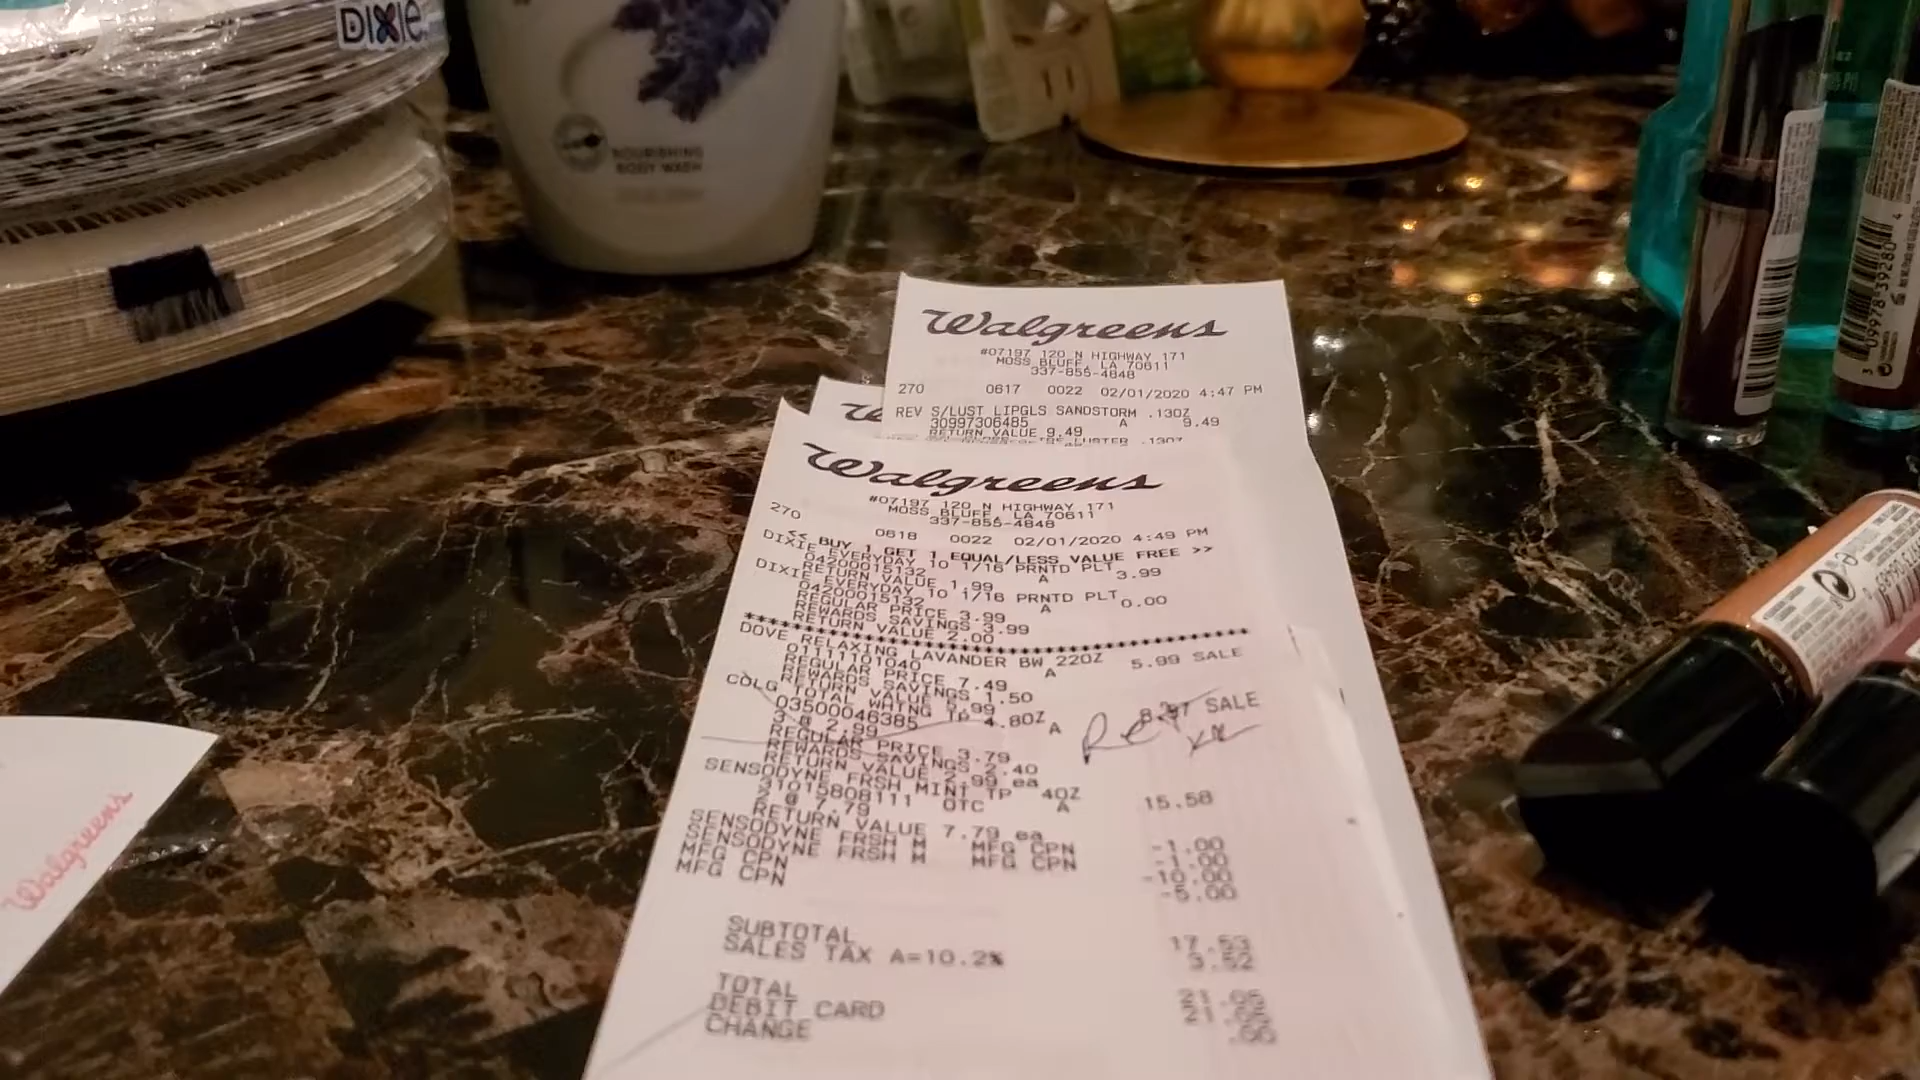 DIXIE
NOURISHING
BODY WASH
Walgreens
#07197 120 N HIGHWAY 171
MOSS BLUFF, LA 70611
337-855-4848
270 0617 0022 02/01/2020 4:47 PM
REV S/LUST LIPGLS SANDSTORM .13OZ
30997306485 A 9.49
RETURN VALUE 9.49
Walgreens
#07197 120 N HIGHWAY 171
MOSS BLUFF, LA 70611
337-855-4848
270 0618 0022 02/01/2020 4:49 PM
<< BUY 1 GET 1 EQUAL/LESS VALUE FREE >>
DIXIE EVERYDAY 10 1/16 PRNTD PLT
04200015132 A 3.99
RETURN VALUE 1.99
DIXIE EVERYDAY 10 1/16 PRNTD PLT
04200015132 A 0.00
REGULAR PRICE 3.99
REWARDS SAVINGS 3.99
RETURN VALUE 2.00
DOVE RELAXING LAVANDER BW 22OZ
01111101040 A 5.99 SALE
REGULAR PRICE 7.49
REWARDS SAVINGS 1.50
RETURN VALUE 5.99
COLG TOTAL WHTNG TP 4.8OZ
03500046385 A 8.97 SALE
3 @ 2.99
REGULAR PRICE 3.79
REWARDS SAVINGS 2.40
RETURN VALUE 2.99 ea
SENSODYNE FRSH MINT TP 4OZ
31015808111 OTC A 15.58
2 @ 7.79
RETURN VALUE 7.79 ea
SENSODYNE FRSH M MFG CPN -1.00
SENSODYNE FRSH M MFG CPN -1.00
MFG CPN -10.00
MFG CPN -5.00
SUBTOTAL 17.53
SALES TAX A=10.2% 3.52
TOTAL 21.05
DEBIT CARD 21.05
CHANGE .00
Walgreens